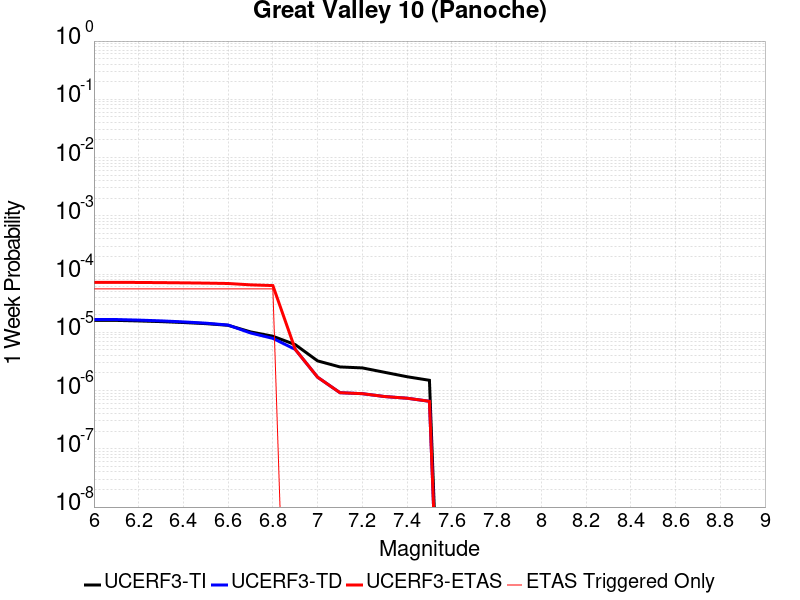 Great Valley 10 (Panoche)
1 Week Probability
10^0
10^-1
10^-2
10^-3
10^-4
10^-5
10^-6
10^-7
10^-8
6 6.2 6.4 6.6 6.8 7 7.2 7.4 7.6 7.8 8 8.2 8.4 8.6 8.8 9
Magnitude
UCERF3-TI UCERF3-TD UCERF3-ETAS ETAS Triggered Only